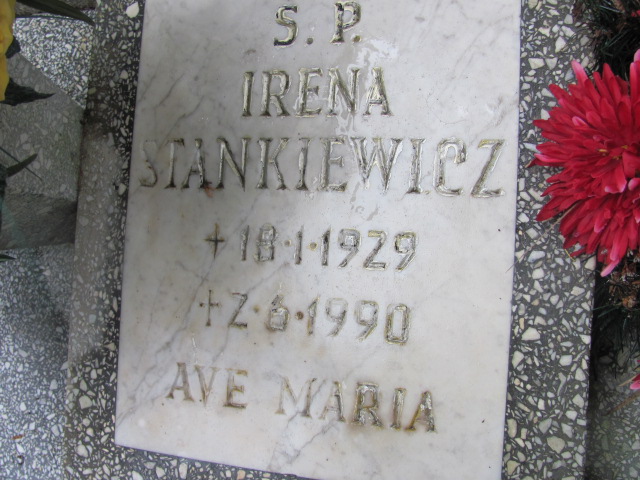 S. P.
IRENA
STANKIEWICZ
+ 18.1.1929
+ 2.6.1990
AVE MARIA